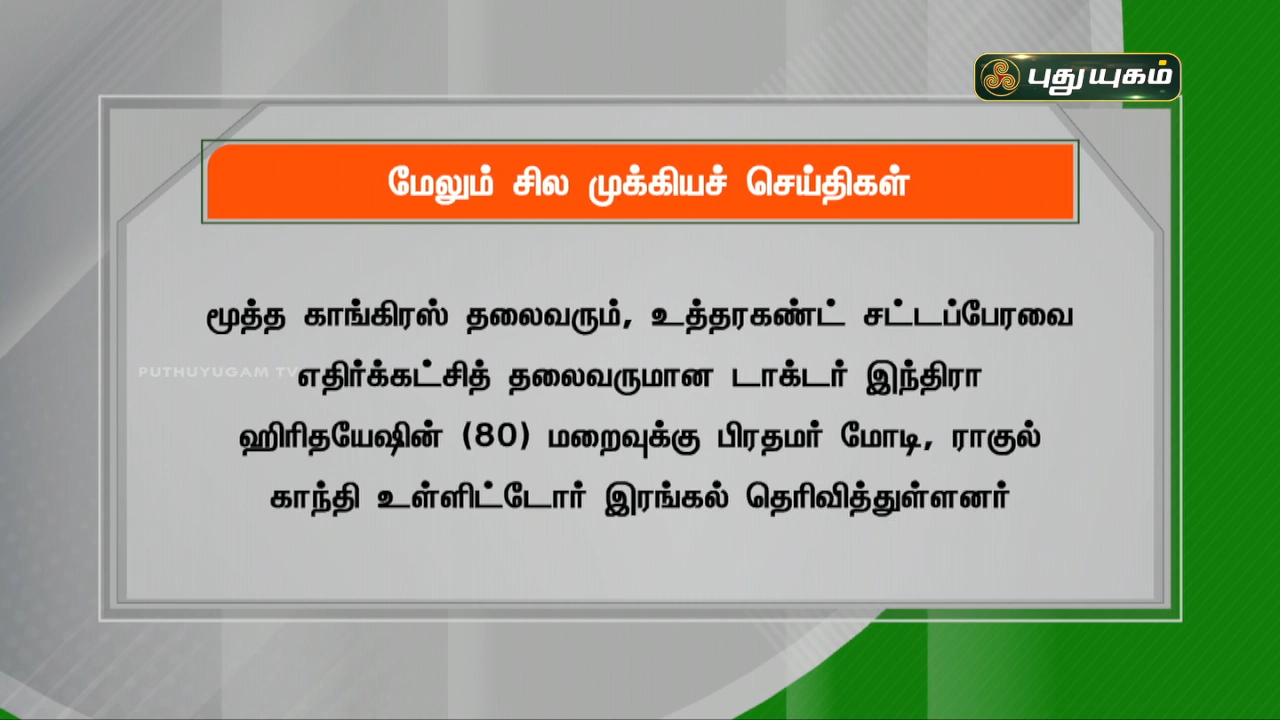 புதுயுகம்
மேலும் சில முக்கியச் செய்திகள்
மூத்த காங்கிரஸ் தலைவரும், உத்தரகண்ட் சட்டப்பேரவை
PUTHUYUGAM TV
எதிர்க்கட்சித் தலைவருமான டாக்டர் இந்திரா
ஹிரிதயேஷின் (80) மறைவுக்கு பிரதமர் மோடி, ராகுல்
காந்தி உள்ளிட்டோர் இரங்கல் தெரிவித்துள்ளனர்